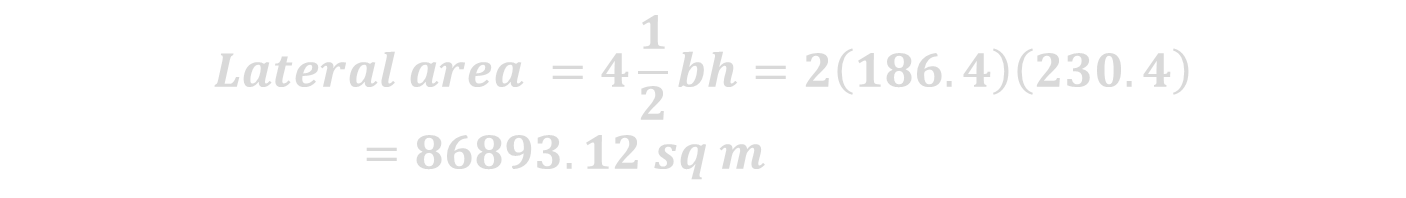 Lateral area = 4 1/2 bh = 2(186.4)(230.4)
= 86893.12 sq m